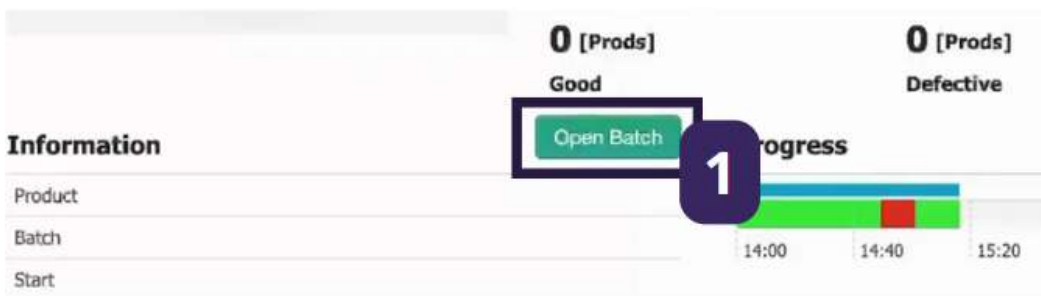 0 [Prods] 0 [Prods]
Good Defective
Information Open Batch 1 rogress
Product
Batch
14:00 14:40 15:20
Start